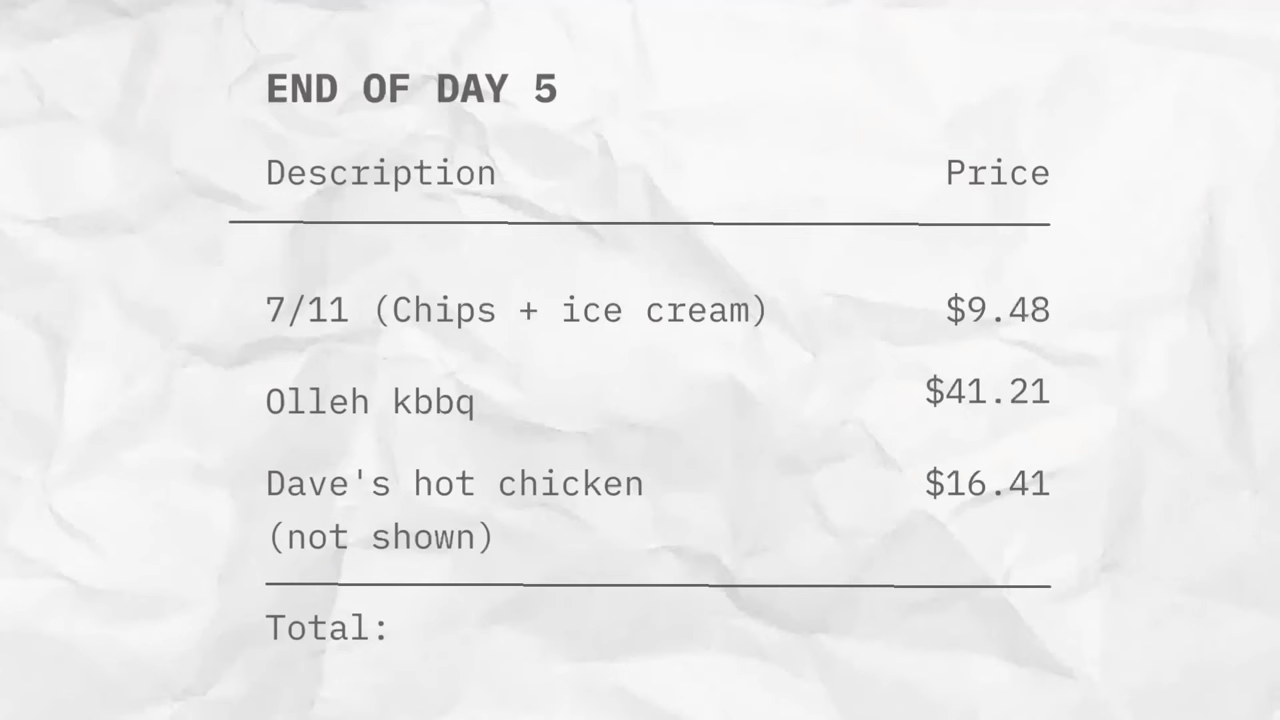 END OF DAY 5
Description Price
7/11 (Chips + ice cream) $9.48
Olleh kbbq $41.21
Dave's hot chicken $16.41
(not shown)
Total: